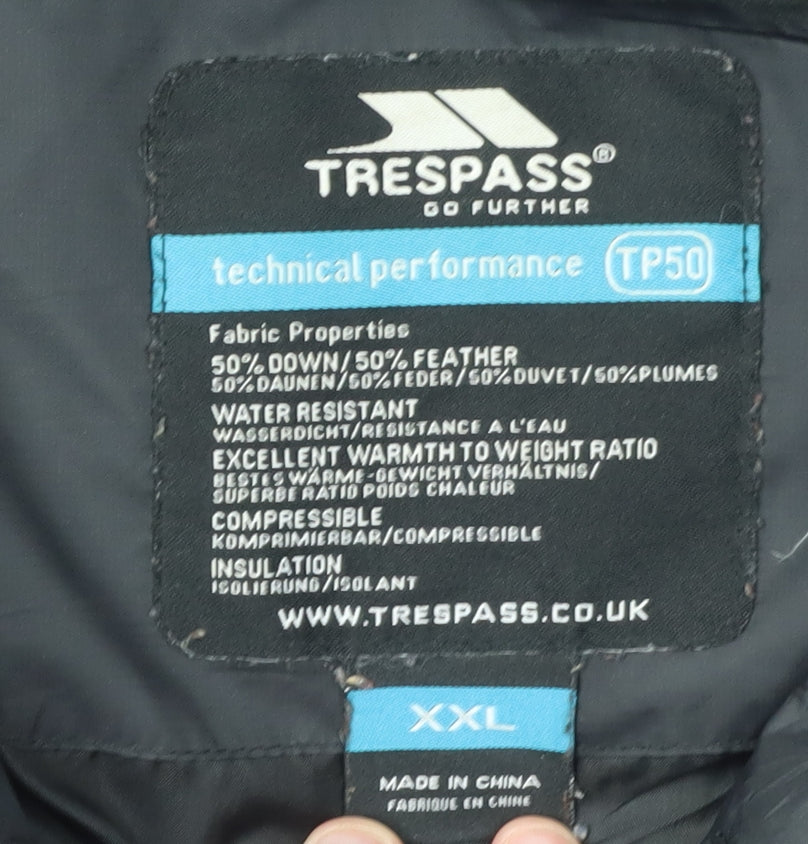 TRESPASS®
GO FURTHER
technical performance TP50
Fabric Properties
50% DOWN/50% FEATHER
50%DAUNEN/50%FEDER/50%DUVET/50%PLUMES
WATER RESISTANT
WASSERDICHT/RESISTANCE A L'EAU
EXCELLENT WARMTH TO WEIGHT RATIO
BESTES WÄRME-GEWICHT VERHÄLTNIS/
SUPERBE RATIO POIDS CHALEUR
COMPRESSIBLE
KOMPRIMIERBAR/COMPRESSIBLE
INSULATION
ISOLIERUNG/ISOLANT
WWW.TRESPASS.CO.UK
XXL
MADE IN CHINA
FABRIQUE EN CHINE